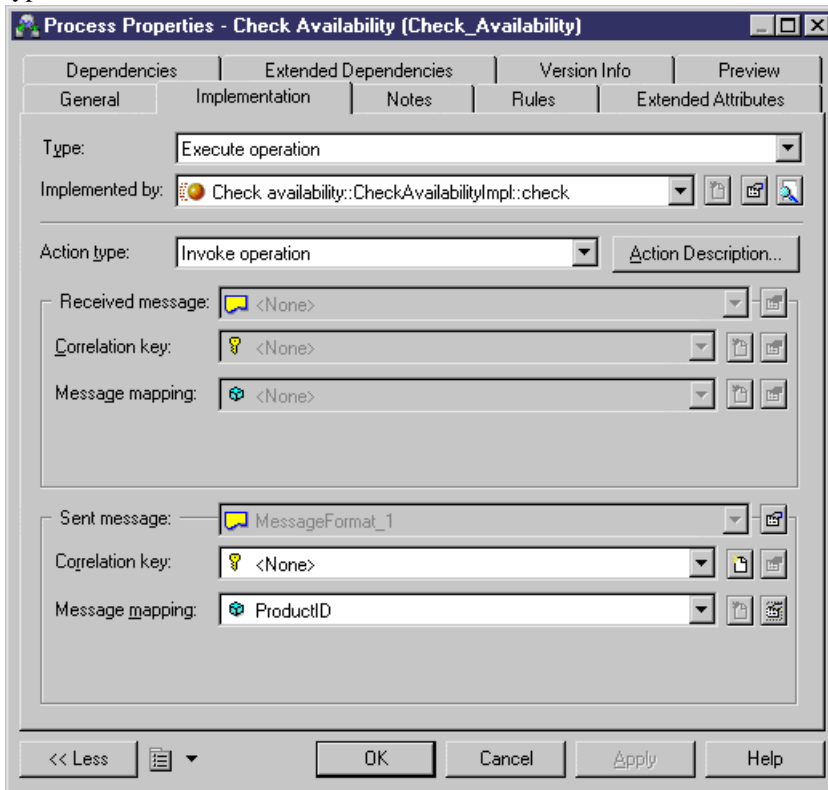 Process Properties - Check Availability (Check_Availability)
Dependencies Extended Dependencies Version Info Preview
General Implementation Notes Rules Extended Attributes
Type: Execute operation
Implemented by: Check availability::CheckAvailabilityImpl::check
Action type: Invoke operation Action Description...
Received message: <None>
Correlation key: <None>
Message mapping: <None>
Sent message: MessageFormat_1
Correlation key: <None>
Message mapping: ProductID
<< Less OK Cancel Apply Help